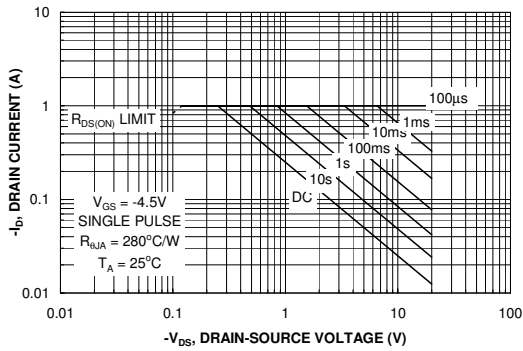 10
1
0.1
0.01
-I_D, DRAIN CURRENT (A)
R_DS(ON) LIMIT
100µs
1ms
10ms
100ms
1s
10s
DC
V_GS = -4.5V
SINGLE PULSE
R_θJA = 280°C/W
T_A = 25°C
0.01 0.1 1 10 100
-V_DS, DRAIN-SOURCE VOLTAGE (V)